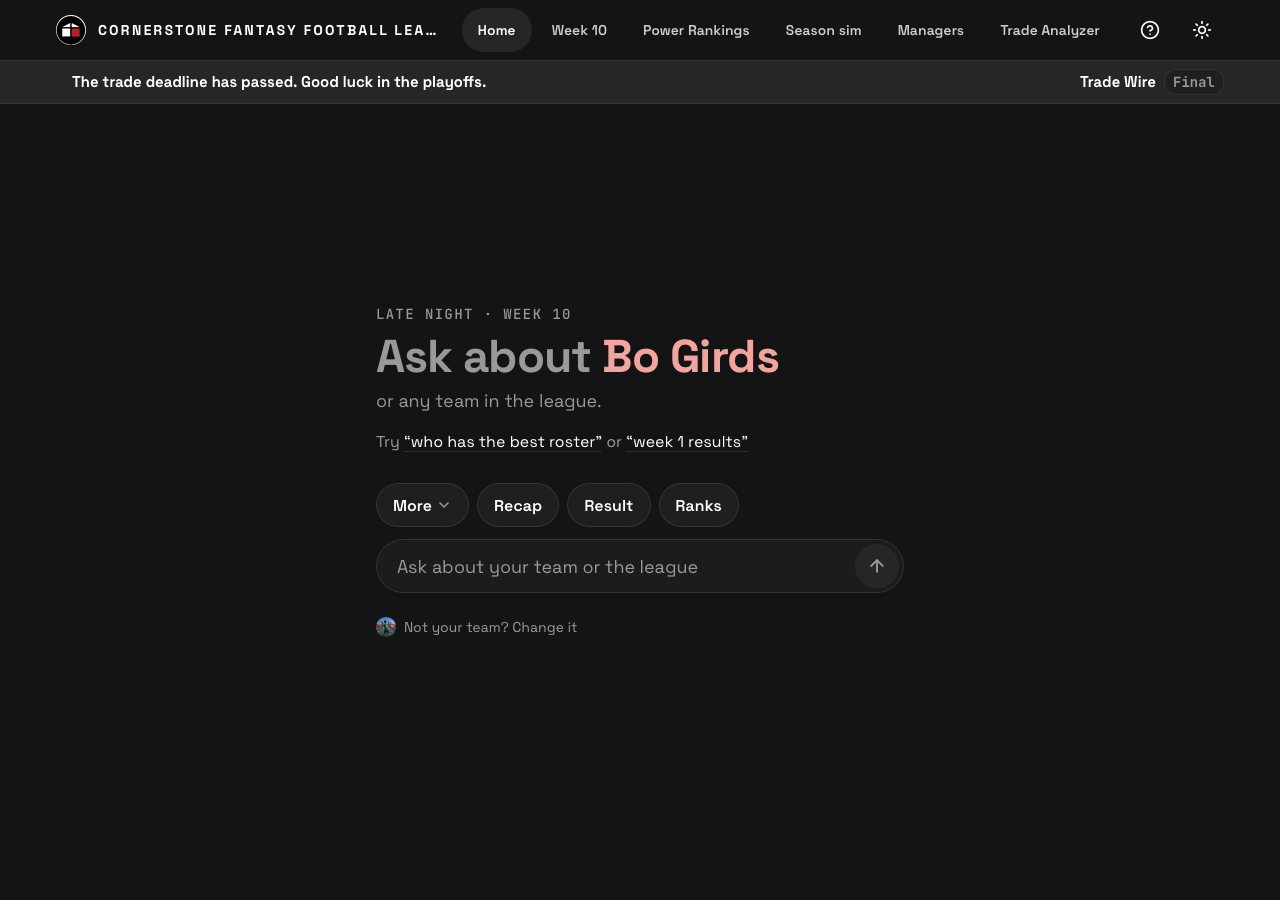 CORNERSTONE FANTASY FOOTBALL LEA…
Home
Week 10
Power Rankings
Season sim
Managers
Trade Analyzer
The trade deadline has passed. Good luck in the playoffs.
Trade Wire
Final
LATE NIGHT · WEEK 10
Ask about Bo Girds
or any team in the league.
Try “who has the best roster” or “week 1 results”
More
Recap
Result
Ranks
Ask about your team or the league
Not your team? Change it